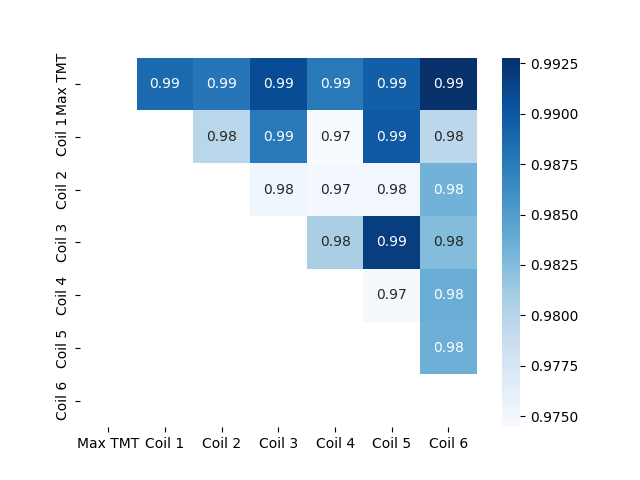 Max TMT 0.99 0.99 0.99 0.99 0.99 0.99
Coil 1 0.98 0.99 0.97 0.99 0.98
Coil 2 0.98 0.97 0.98 0.98
Coil 3 0.98 0.99 0.98
Coil 4 0.97 0.98
Coil 5 0.98
Coil 6
Max TMT Coil 1 Coil 2 Coil 3 Coil 4 Coil 5 Coil 6
0.9925
0.9900
0.9875
0.9850
0.9825
0.9800
0.9775
0.9750